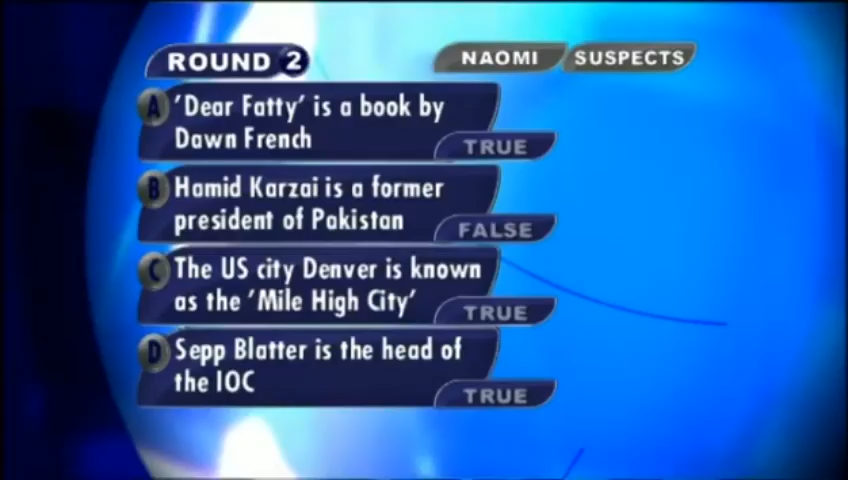 ROUND 2
NAOMI
SUSPECTS
A 'Dear Fatty' is a book by
Dawn French
TRUE
B Hamid Karzai is a former
president of Pakistan
FALSE
C The US city Denver is known
as the 'Mile High City'
TRUE
D Sepp Blatter is the head of
the IOC
TRUE